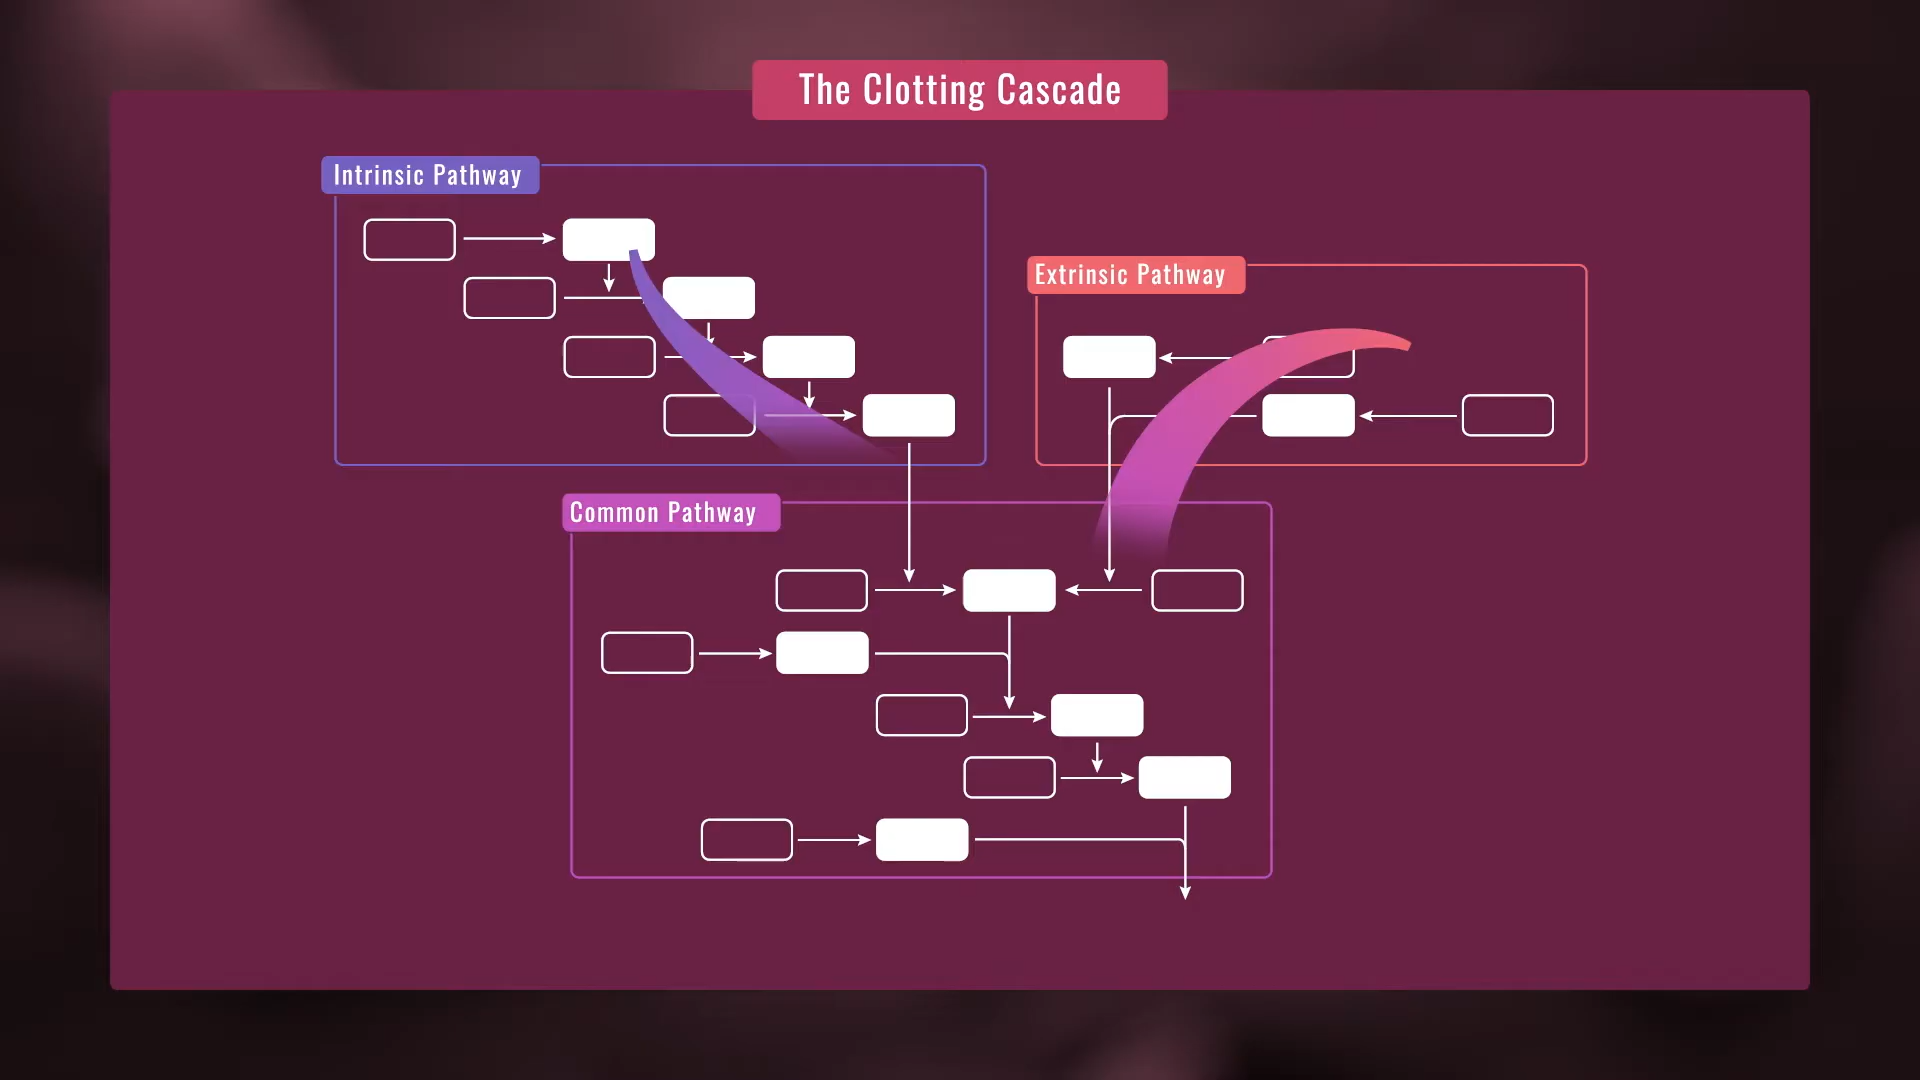 The Clotting Cascade
Intrinsic Pathway
Extrinsic Pathway
Common Pathway